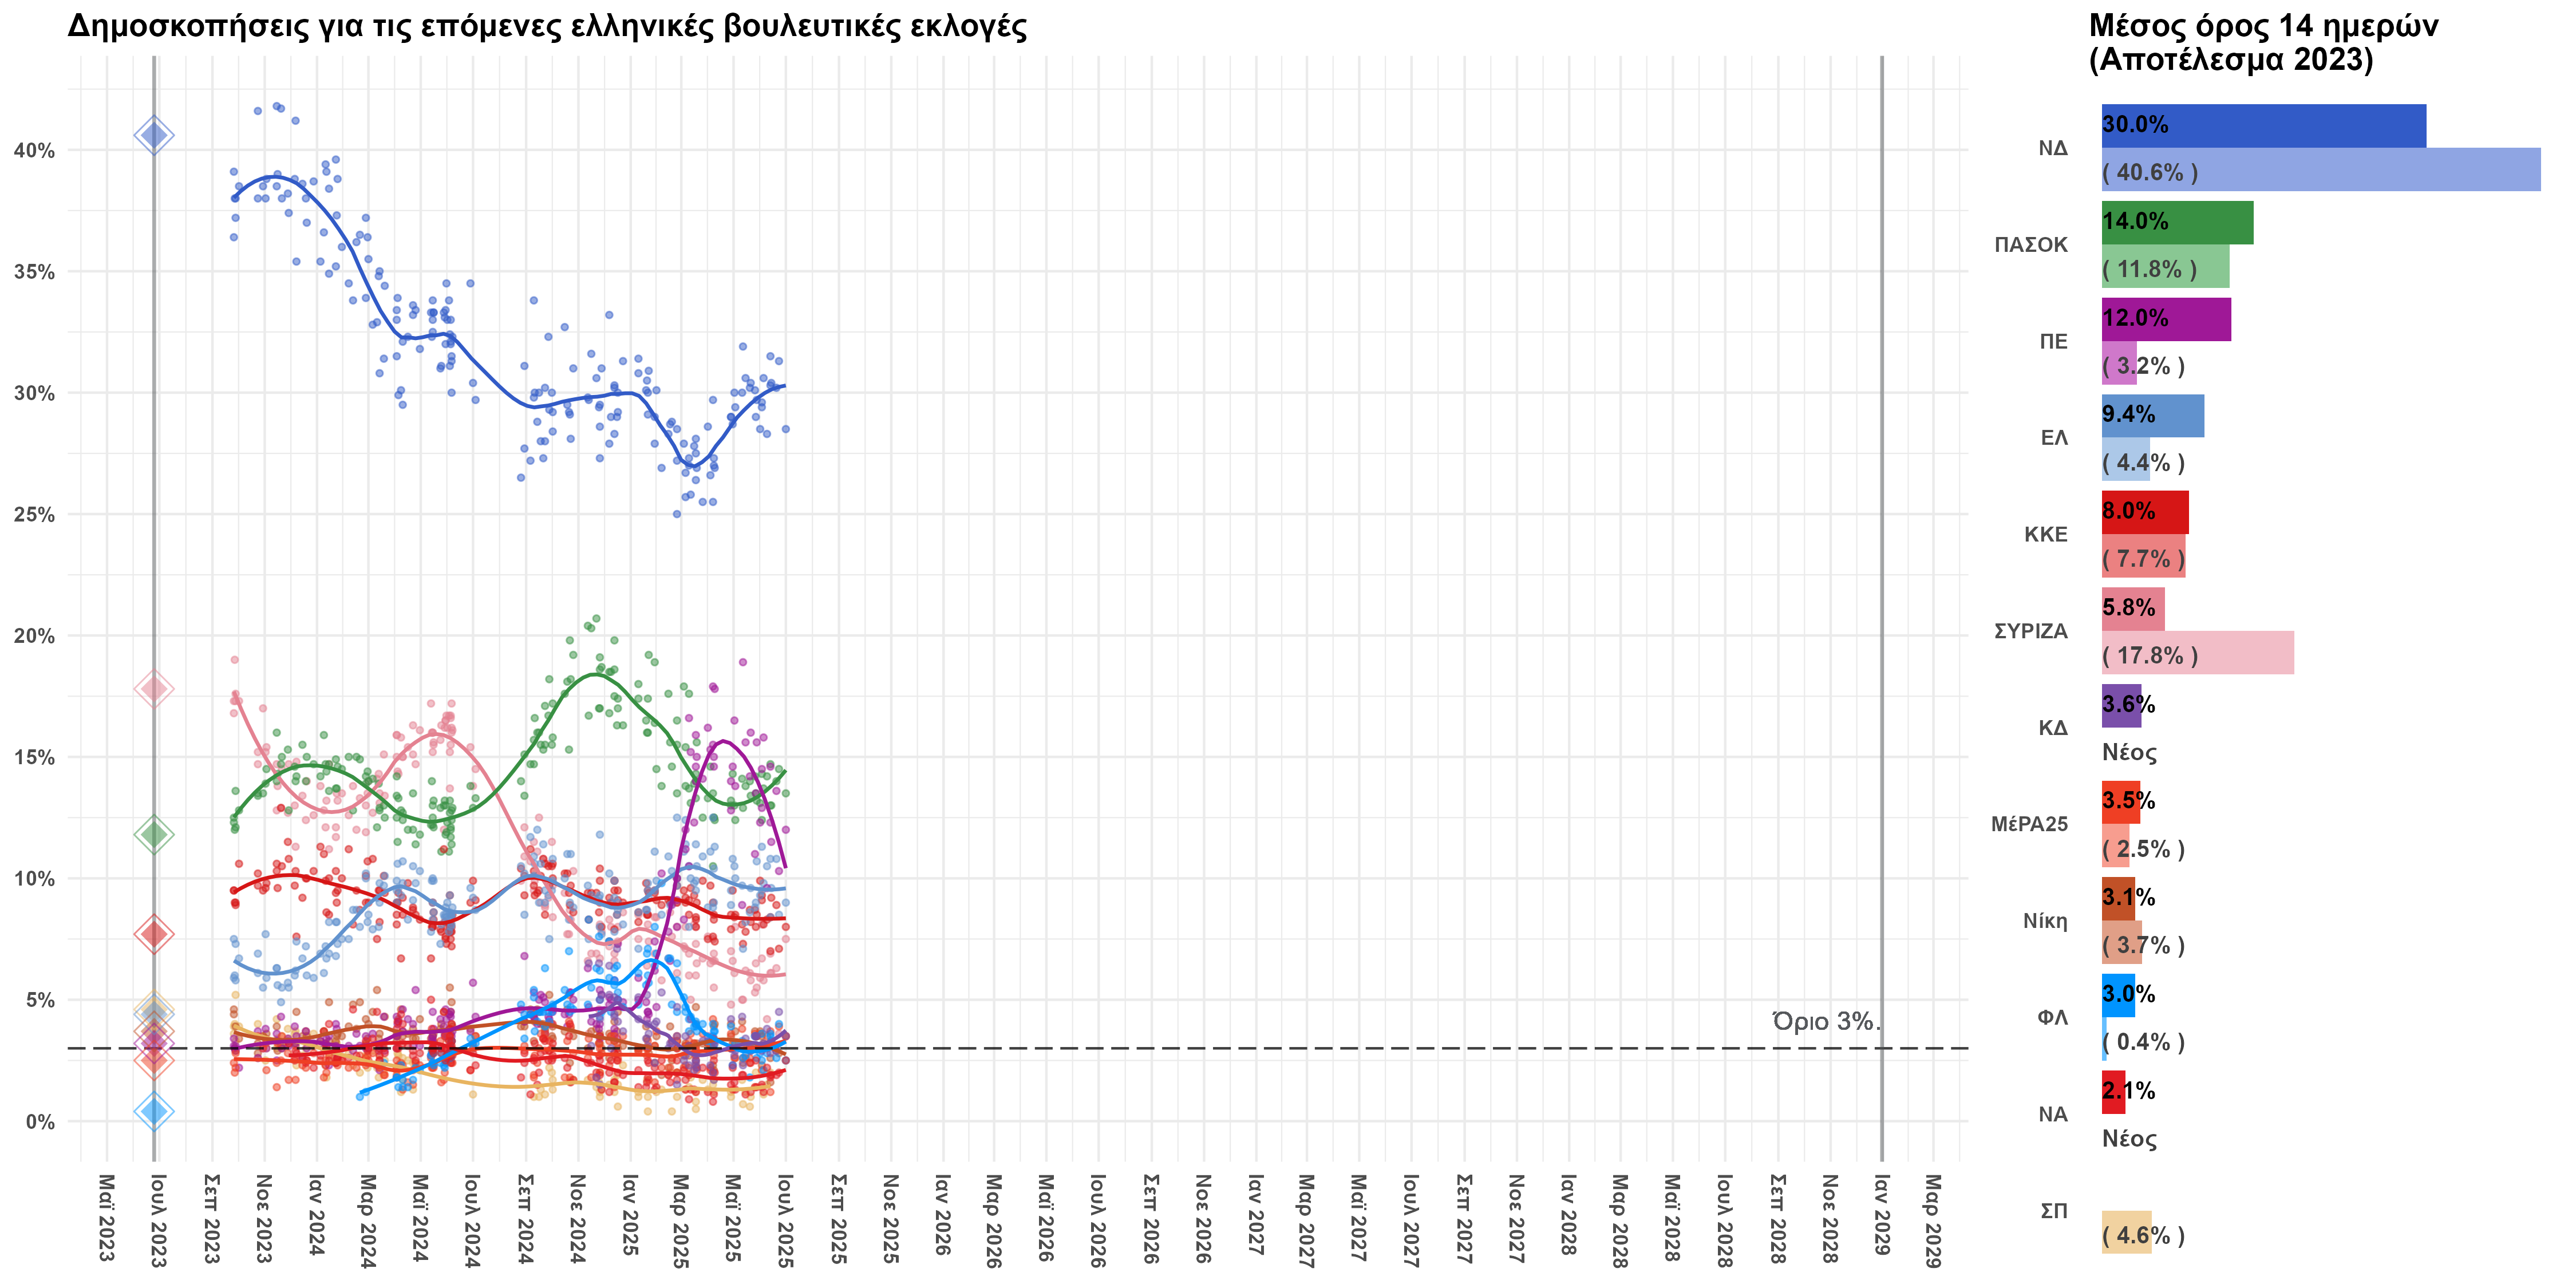 Δημοσκοπήσεις για τις επόμενες ελληνικές βουλευτικές εκλογές
40%
35%
30%
25%
20%
15%
10%
5%
0%
Όριο 3%.
Μαϊ 2023
Ιουλ 2023
Σεπ 2023
Νοε 2023
Ιαν 2024
Μαρ 2024
Μαϊ 2024
Ιουλ 2024
Σεπ 2024
Νοε 2024
Ιαν 2025
Μαρ 2025
Μαϊ 2025
Ιουλ 2025
Σεπ 2025
Νοε 2025
Ιαν 2026
Μαρ 2026
Μαϊ 2026
Ιουλ 2026
Σεπ 2026
Νοε 2026
Ιαν 2027
Μαρ 2027
Μαϊ 2027
Ιουλ 2027
Σεπ 2027
Νοε 2027
Ιαν 2028
Μαρ 2028
Μαϊ 2028
Ιουλ 2028
Σεπ 2028
Νοε 2028
Ιαν 2029
Μαρ 2029
Μέσος όρος 14 ημερών
(Αποτέλεσμα 2023)
ΝΔ
30.0%
( 40.6% )
ΠΑΣΟΚ
14.0%
( 11.8% )
ΠΕ
12.0%
( 3.2% )
ΕΛ
9.4%
( 4.4% )
ΚΚΕ
8.0%
( 7.7% )
ΣΥΡΙΖΑ
5.8%
( 17.8% )
ΚΔ
3.6%
Νέος
ΜέΡΑ25
3.5%
( 2.5% )
Νίκη
3.1%
( 3.7% )
ΦΛ
3.0%
( 0.4% )
ΝΑ
2.1%
Νέος
ΣΠ
( 4.6% )